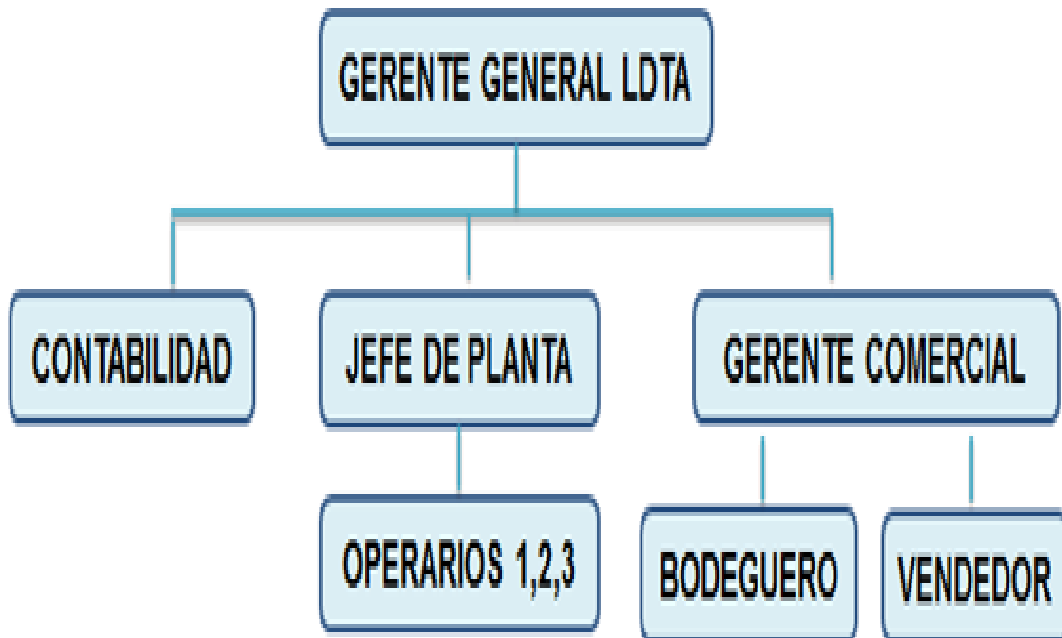 GERENTE GENERAL LDTA
CONTABILIDAD
JEFE DE PLANTA
GERENTE COMERCIAL
OPERARIOS 1,2,3
BODEGUERO
VENDEDOR